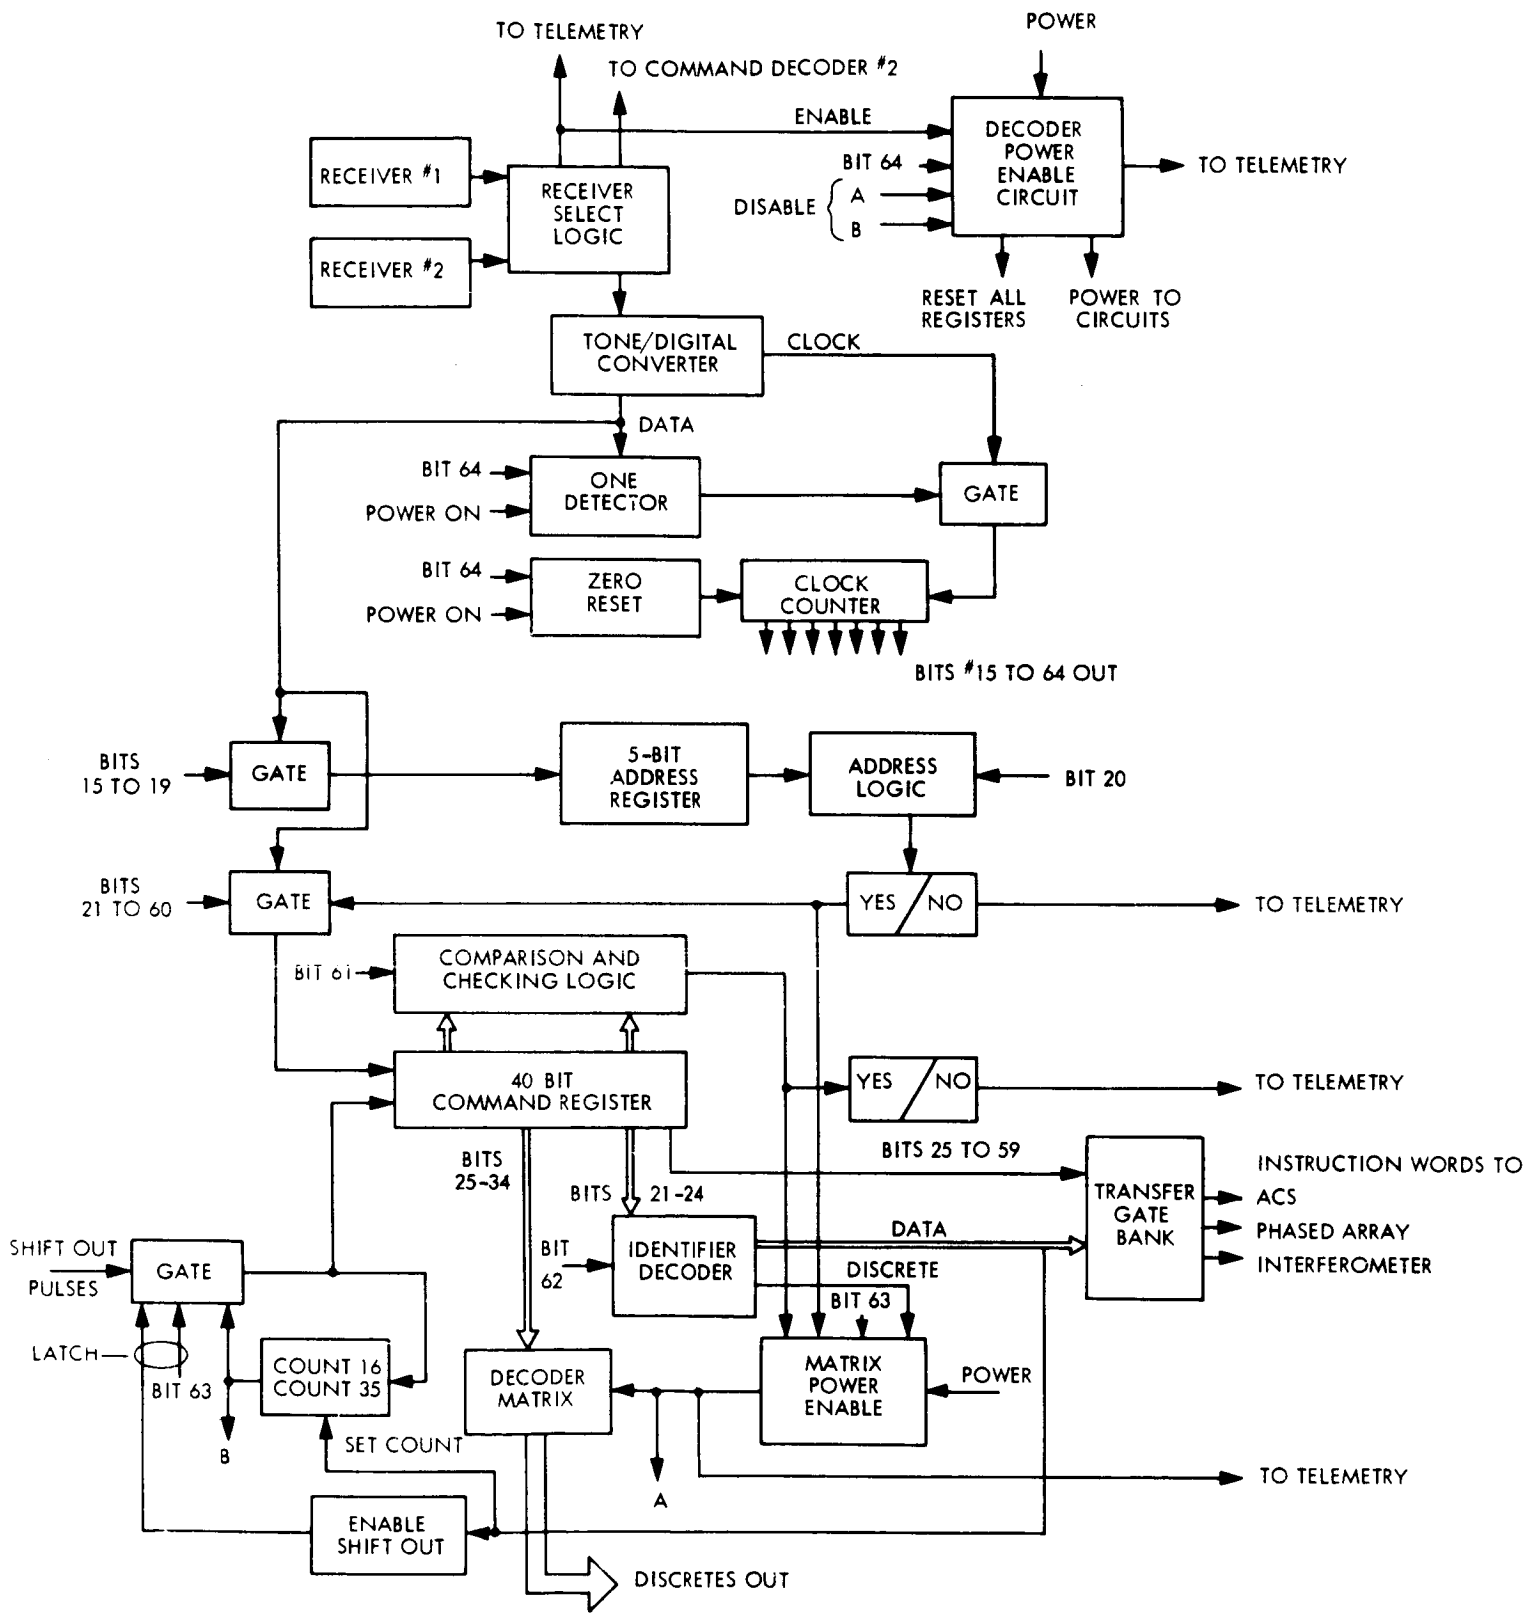 POWER
TO TELEMETRY
TO COMMAND DECODER #2
ENABLE
DECODER
POWER
ENABLE
CIRCUIT
BIT 64
DISABLE
A
B
TO TELEMETRY
RECEIVER #1
RECEIVER
SELECT
LOGIC
RECEIVER #2
RESET ALL
REGISTERS
POWER TO
CIRCUITS
TONE/DIGITAL
CONVERTER
CLOCK
DATA
BIT 64
POWER ON
ONE
DETECTOR
GATE
BIT 64
POWER ON
ZERO
RESET
CLOCK
COUNTER
BITS #15 TO 64 OUT
BITS
15 TO 19
GATE
5-BIT
ADDRESS
REGISTER
ADDRESS
LOGIC
BIT 20
BITS
21 TO 60
GATE
YES / NO
TO TELEMETRY
BIT 61
COMPARISON AND
CHECKING LOGIC
40 BIT
COMMAND REGISTER
YES / NO
TO TELEMETRY
BITS
25-34
BITS 21-24
BITS 25 TO 59
TRANSFER
GATE
BANK
INSTRUCTION WORDS TO
ACS
PHASED ARRAY
INTERFEROMETER
SHIFT OUT
PULSES
GATE
BIT
62
IDENTIFIER
DECODER
DATA
DISCRETE
BIT 63
LATCH
BIT 63
COUNT 16
COUNT 35
B
SET COUNT
DECODER
MATRIX
MATRIX
POWER
ENABLE
POWER
A
TO TELEMETRY
ENABLE
SHIFT OUT
DISCRETES OUT